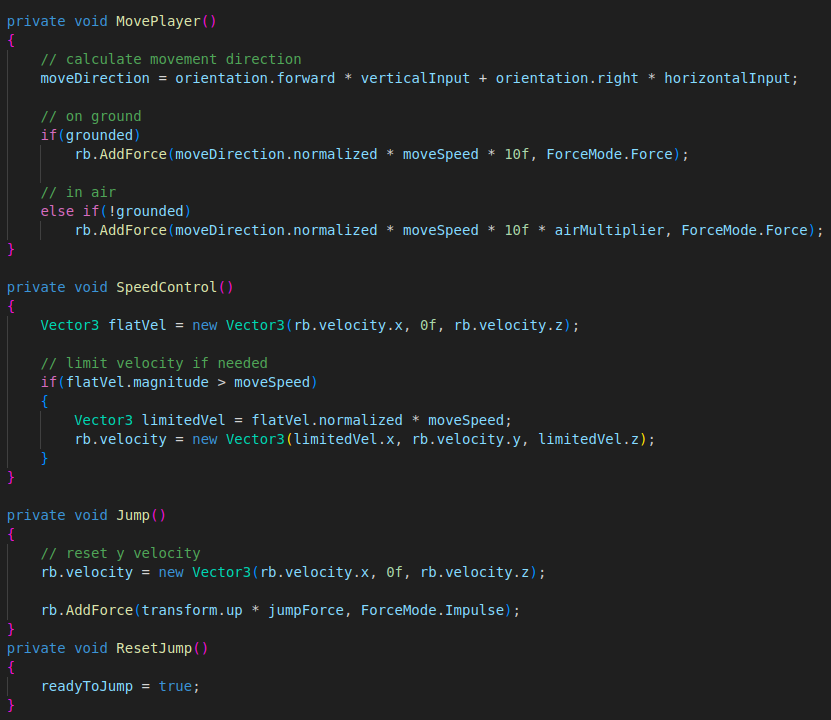 private void MovePlayer()
{
    // calculate movement direction
    moveDirection = orientation.forward * verticalInput + orientation.right * horizontalInput;

    // on ground
    if(grounded)
        rb.AddForce(moveDirection.normalized * moveSpeed * 10f, ForceMode.Force);

    // in air
    else if(!grounded)
        rb.AddForce(moveDirection.normalized * moveSpeed * 10f * airMultiplier, ForceMode.Force);
}

private void SpeedControl()
{
    Vector3 flatVel = new Vector3(rb.velocity.x, 0f, rb.velocity.z);

    // limit velocity if needed
    if(flatVel.magnitude > moveSpeed)
    {
        Vector3 limitedVel = flatVel.normalized * moveSpeed;
        rb.velocity = new Vector3(limitedVel.x, rb.velocity.y, limitedVel.z);
    }
}

private void Jump()
{
    // reset y velocity
    rb.velocity = new Vector3(rb.velocity.x, 0f, rb.velocity.z);

    rb.AddForce(transform.up * jumpForce, ForceMode.Impulse);
}
private void ResetJump()
{
    readyToJump = true;
}